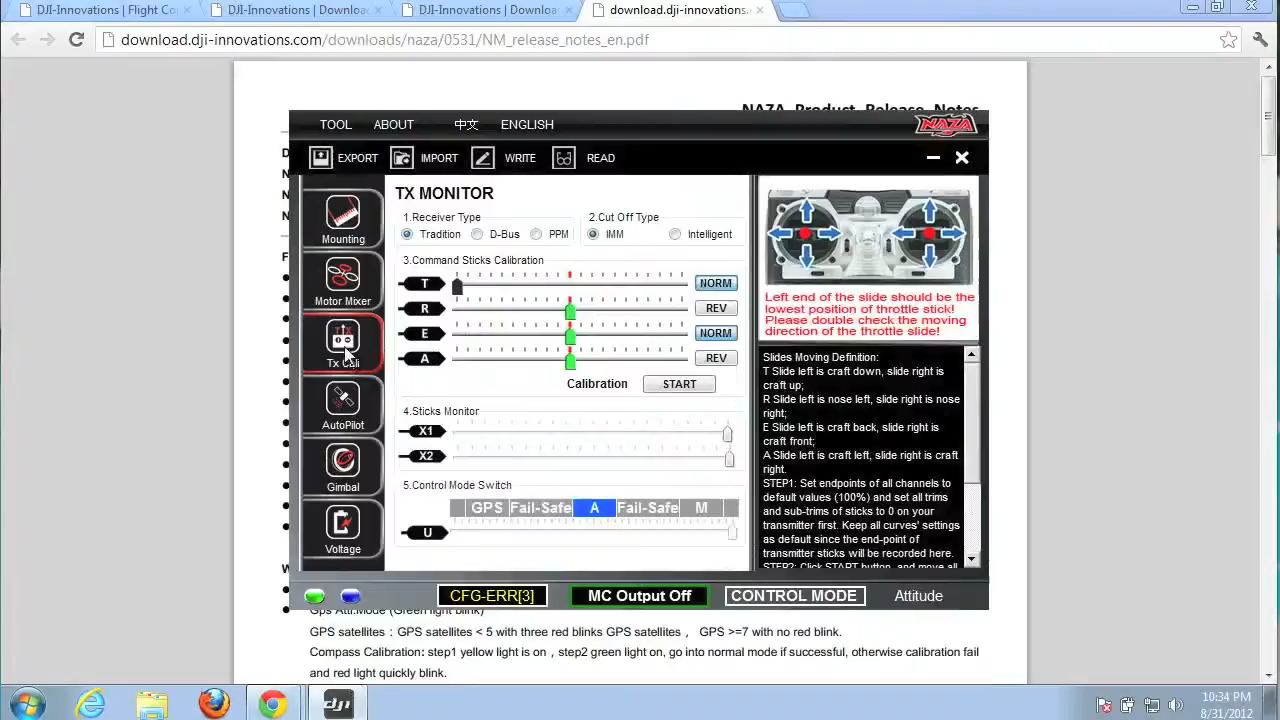 DJI-Innovations | Flight Co
DJI-Innovations | Download
DJI-Innovations | Downloa
download.dji-innovations.
download.dji-innovations.com/downloads/naza/0531/NM_release_notes_en.pdf
NAZA Product Release Notes
TOOL ABOUT 中文 ENGLISH
NAZA
EXPORT IMPORT WRITE READ
Mounting
Motor Mixer
Tx Cali
AutoPilot
Gimbal
Voltage
TX MONITOR
1.Receiver Type
Tradition D-Bus PPM
2.Cut Off Type
IMM Intelligent
3.Command Sticks Calibration
T NORM
R REV
E NORM
A REV
Calibration START
4.Sticks Monitor
X1
X2
5.Control Mode Switch
GPS Fail-Safe A Fail-Safe M
U
Left end of the slide should be the
lowest position of throttle stick!
Please double check the moving
direction of the throttle slide!
Slides Moving Definition:
T Slide left is craft down, slide right is
craft up;
R Slide left is nose left, slide right is nose
right;
E Slide left is craft back, slide right is
craft front;
A Slide left is craft left, slide right is craft
right.
STEP1: Set endpoints of all channels to
default values (100%) and set all trims
and sub-trims of sticks to 0 on your
transmitter first. Keep all curves' settings
as default since the end-point of
transmitter sticks will be recorded here.
STEP2: Click START button, and move all
CFG-ERR[3] MC Output Off CONTROL MODE Attitude
Gps Atti.Mode (Green light blink)
GPS satellites：GPS satellites < 5 with three red blinks GPS satellites， GPS >=7 with no red blink.
Compass Calibration: step1 yellow light is on，step2 green light on, go into normal mode if successful, otherwise calibration fail
and red light quickly blink.
dji
10:34 PM
8/31/2012